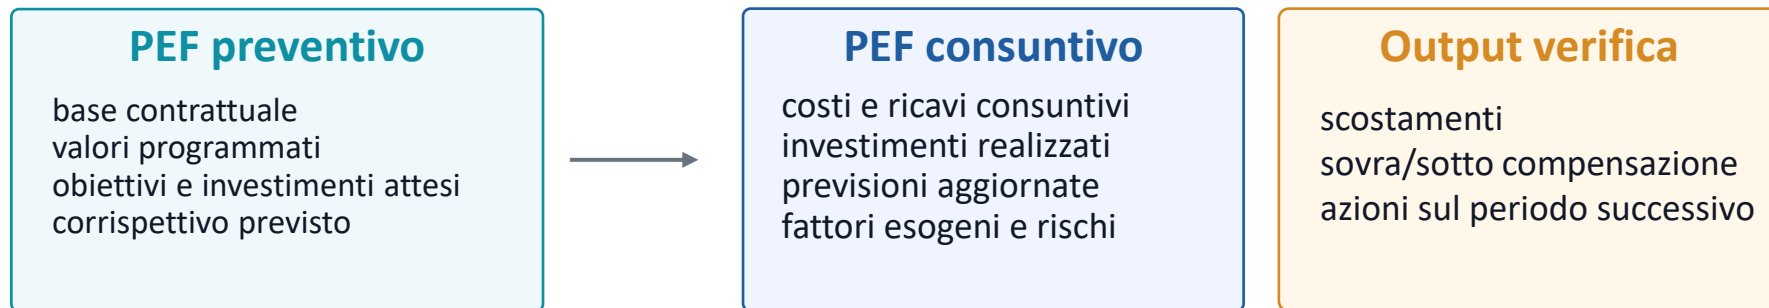 PEF preventivo
base contrattuale
valori programmati
obiettivi e investimenti attesi
corrispettivo previsto
PEF consuntivo
costi e ricavi consuntivi
investimenti realizzati
previsioni aggiornate
fattori esogeni e rischi
Output verifica
scostamenti
sovra/sotto compensazione
azioni sul periodo successivo